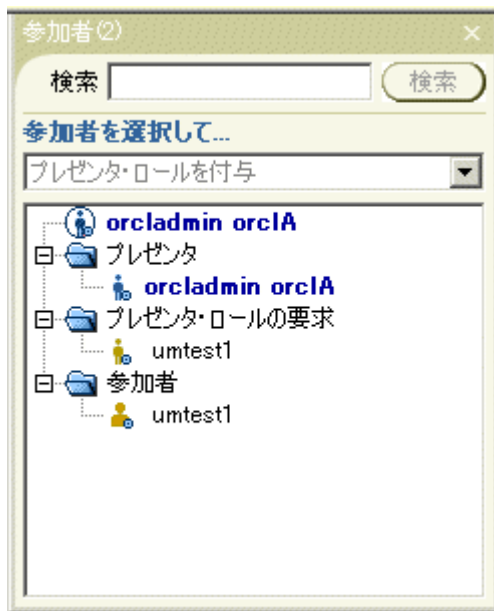 参加者(2)
検索 検索
参加者を選択して...
プレゼンタ・ロールを付与
orcladmin orclA
プレゼンタ
orcladmin orclA
プレゼンタ・ロールの要求
umtest1
参加者
umtest1